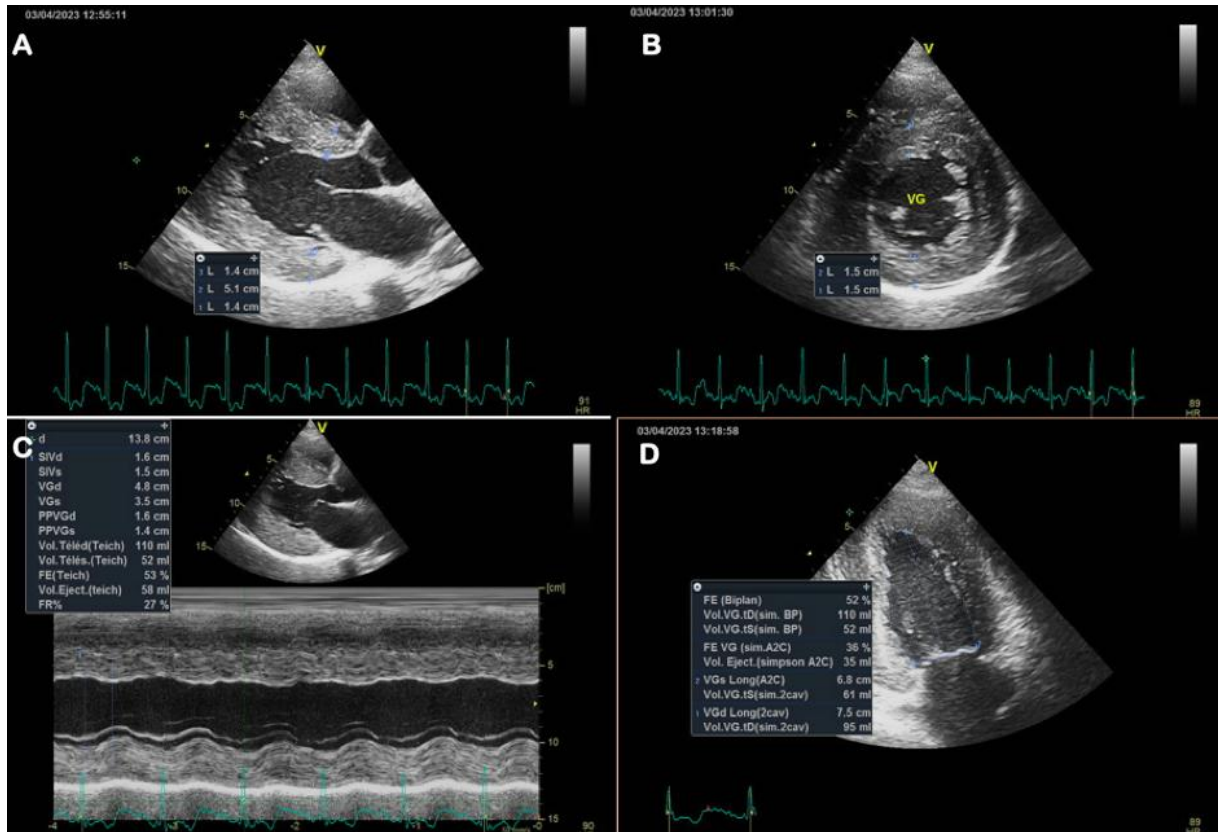 03/04/2023 12:55:11
A
V
5
10
15
3 L 1.4 cm
2 L 5.1 cm
1 L 1.4 cm
91
HR
03/04/2023 13:01:30
B
V
5
10
15
VG
2 L 1.5 cm
1 L 1.5 cm
89
HR
C
V
5
10
15
d 13.8 cm
SIVd 1.6 cm
SIVs 1.5 cm
VGd 4.8 cm
VGs 3.5 cm
PPVGd 1.6 cm
PPVGs 1.4 cm
Vol.Téléd(Teich) 110 ml
Vol.Télés.(Teich) 52 ml
FE(Teich) 53 %
Vol.Eject.(teich) 58 ml
FR% 27 %
[cm]
5
10
15
-4 -3 -2 -1 -0
90
03/04/2023 13:18:58
D
V
5
10
15
FE (Biplan) 52 %
Vol.VG.tD(sim. BP) 110 ml
Vol.VG.tS(sim. BP) 52 ml
FE VG (sim.A2C) 36 %
Vol. Eject.(simpson A2C) 35 ml
2 VGs Long(A2C) 6.8 cm
Vol.VG.tS(sim.2cav) 61 ml
1 VGd Long(2cav) 7.5 cm
Vol.VG.tD(sim.2cav) 95 ml
89
HR